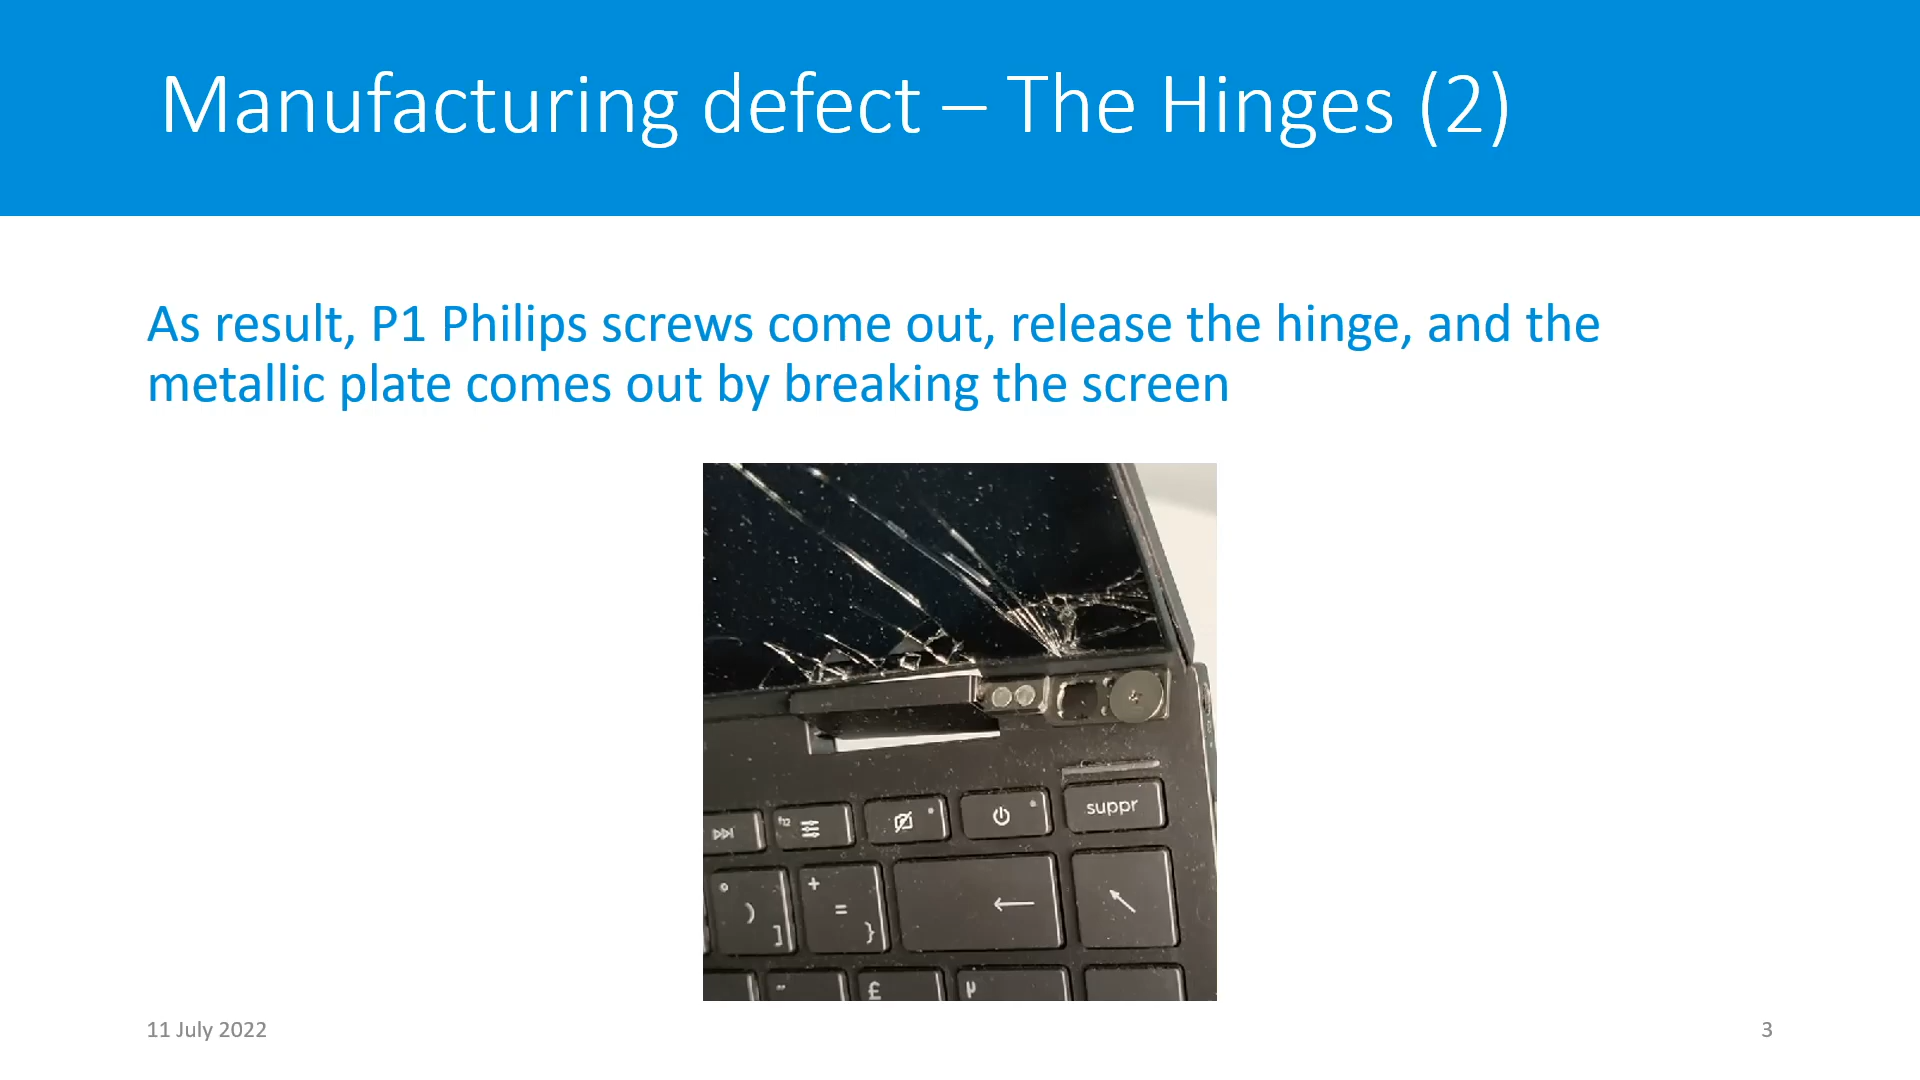 Manufacturing defect – The Hinges (2)
As result, P1 Philips screws come out, release the hinge, and the
metallic plate comes out by breaking the screen
f12
suppr
°
)
]
+
=
}
¨
£
µ
11 July 2022
3